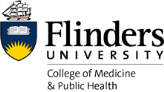 Flinders
UNIVERSITY
College of Medicine
& Public Health